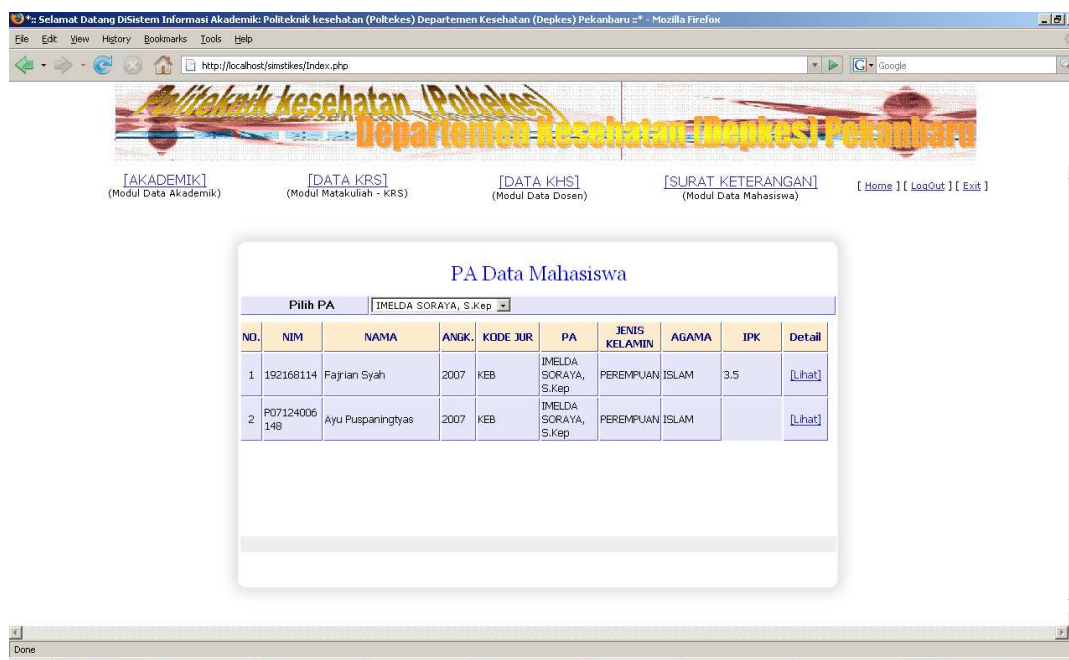 *:: Selamat Datang DiSistem Informasi Akademik: Politeknik kesehatan (Poltekes) Departemen Kesehatan (Depkes) Pekanbaru ::* - Mozilla Firefox
File Edit View History Bookmarks Tools Help
http://localhost/simstikes/Index.php
G Google
Politeknik kesehatan (Poltekes)
Departemen Kesehatan (Depkes) Pekanbaru
[AKADEMIK] [DATA KRS] [DATA KHS] [SURAT KETERANGAN] [ Home ] [ LogOut ] [ Exit ]
(Modul Data Akademik) (Modul Matakuliah - KRS) (Modul Data Dosen) (Modul Data Mahasiswa)
PA Data Mahasiswa
Pilih PA IMELDA SORAYA, S.Kep
NO. NIM NAMA ANGK. KODE JUR PA JENIS KELAMIN AGAMA IPK Detail
1 192168114 Fajrian Syah 2007 KEB IMELDA SORAYA, S.Kep PEREMPUAN ISLAM 3.5 [Lihat]
2 P07124006 148 Ayu Puspaningtyas 2007 KEB IMELDA SORAYA, S.Kep PEREMPUAN ISLAM [Lihat]
Done